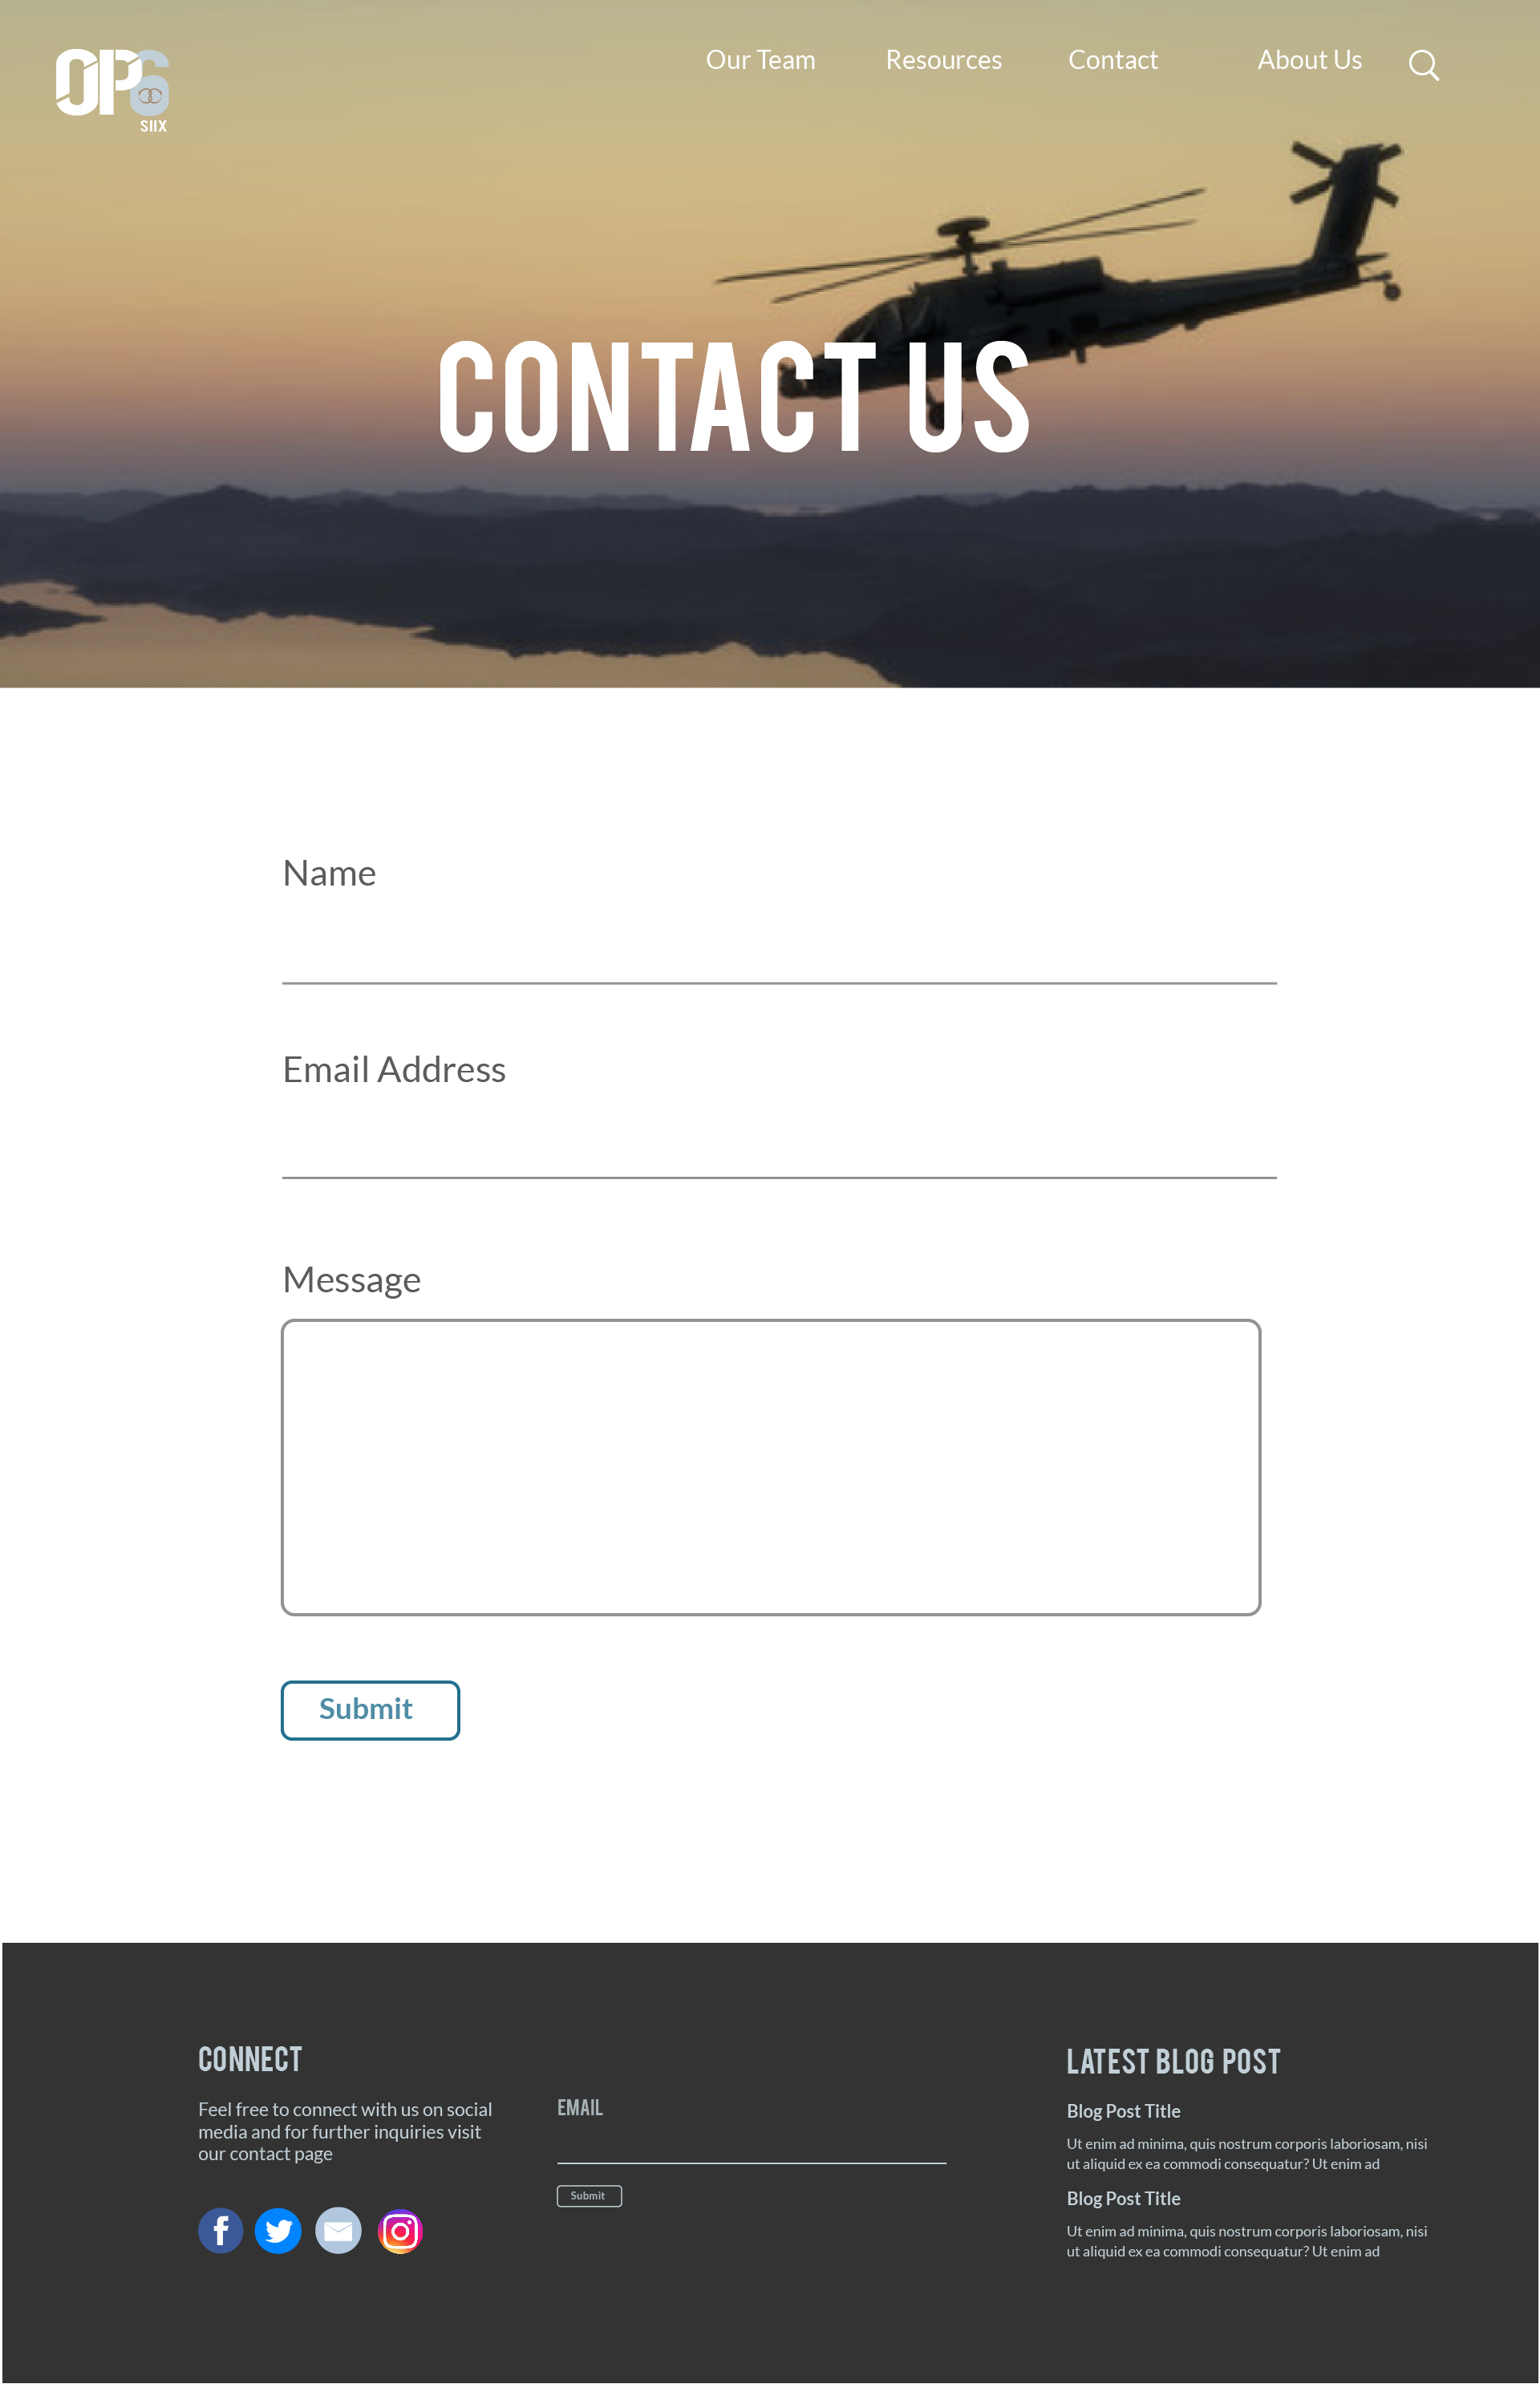 OP6
SIIX
Our Team
Resources
Contact
About Us
CONTACT US
Name
Email Address
Message
Submit
CONNECT
Feel free to connect with us on social
media and for further inquiries visit
our contact page
EMAIL
Submit
LATEST BLOG POST
Blog Post Title
Ut enim ad minima, quis nostrum corporis laboriosam, nisi
ut aliquid ex ea commodi consequatur? Ut enim ad
Blog Post Title
Ut enim ad minima, quis nostrum corporis laboriosam, nisi
ut aliquid ex ea commodi consequatur? Ut enim ad